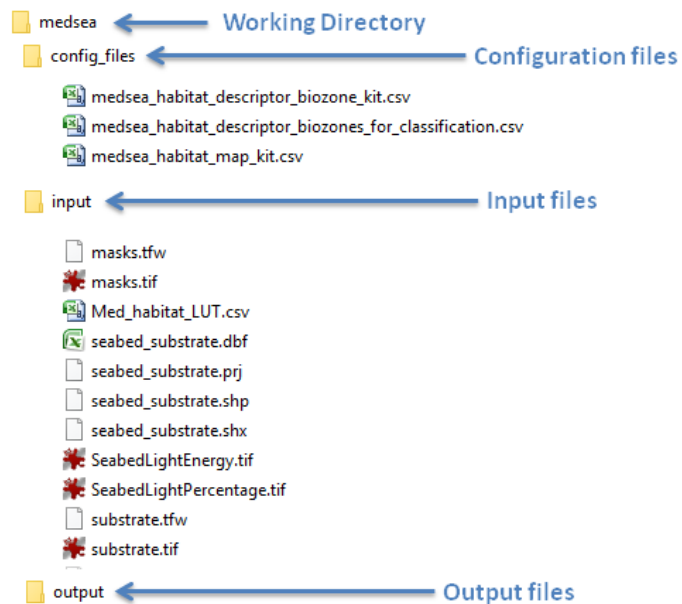 medsea Working Directory
config_files Configuration files
medsea_habitat_descriptor_biozone_kit.csv
medsea_habitat_descriptor_biozones_for_classification.csv
medsea_habitat_map_kit.csv
input Input files
masks.tfw
masks.tif
Med_habitat_LUT.csv
seabed_substrate.dbf
seabed_substrate.prj
seabed_substrate.shp
seabed_substrate.shx
SeabedLightEnergy.tif
SeabedLightPercentage.tif
substrate.tfw
substrate.tif
output Output files